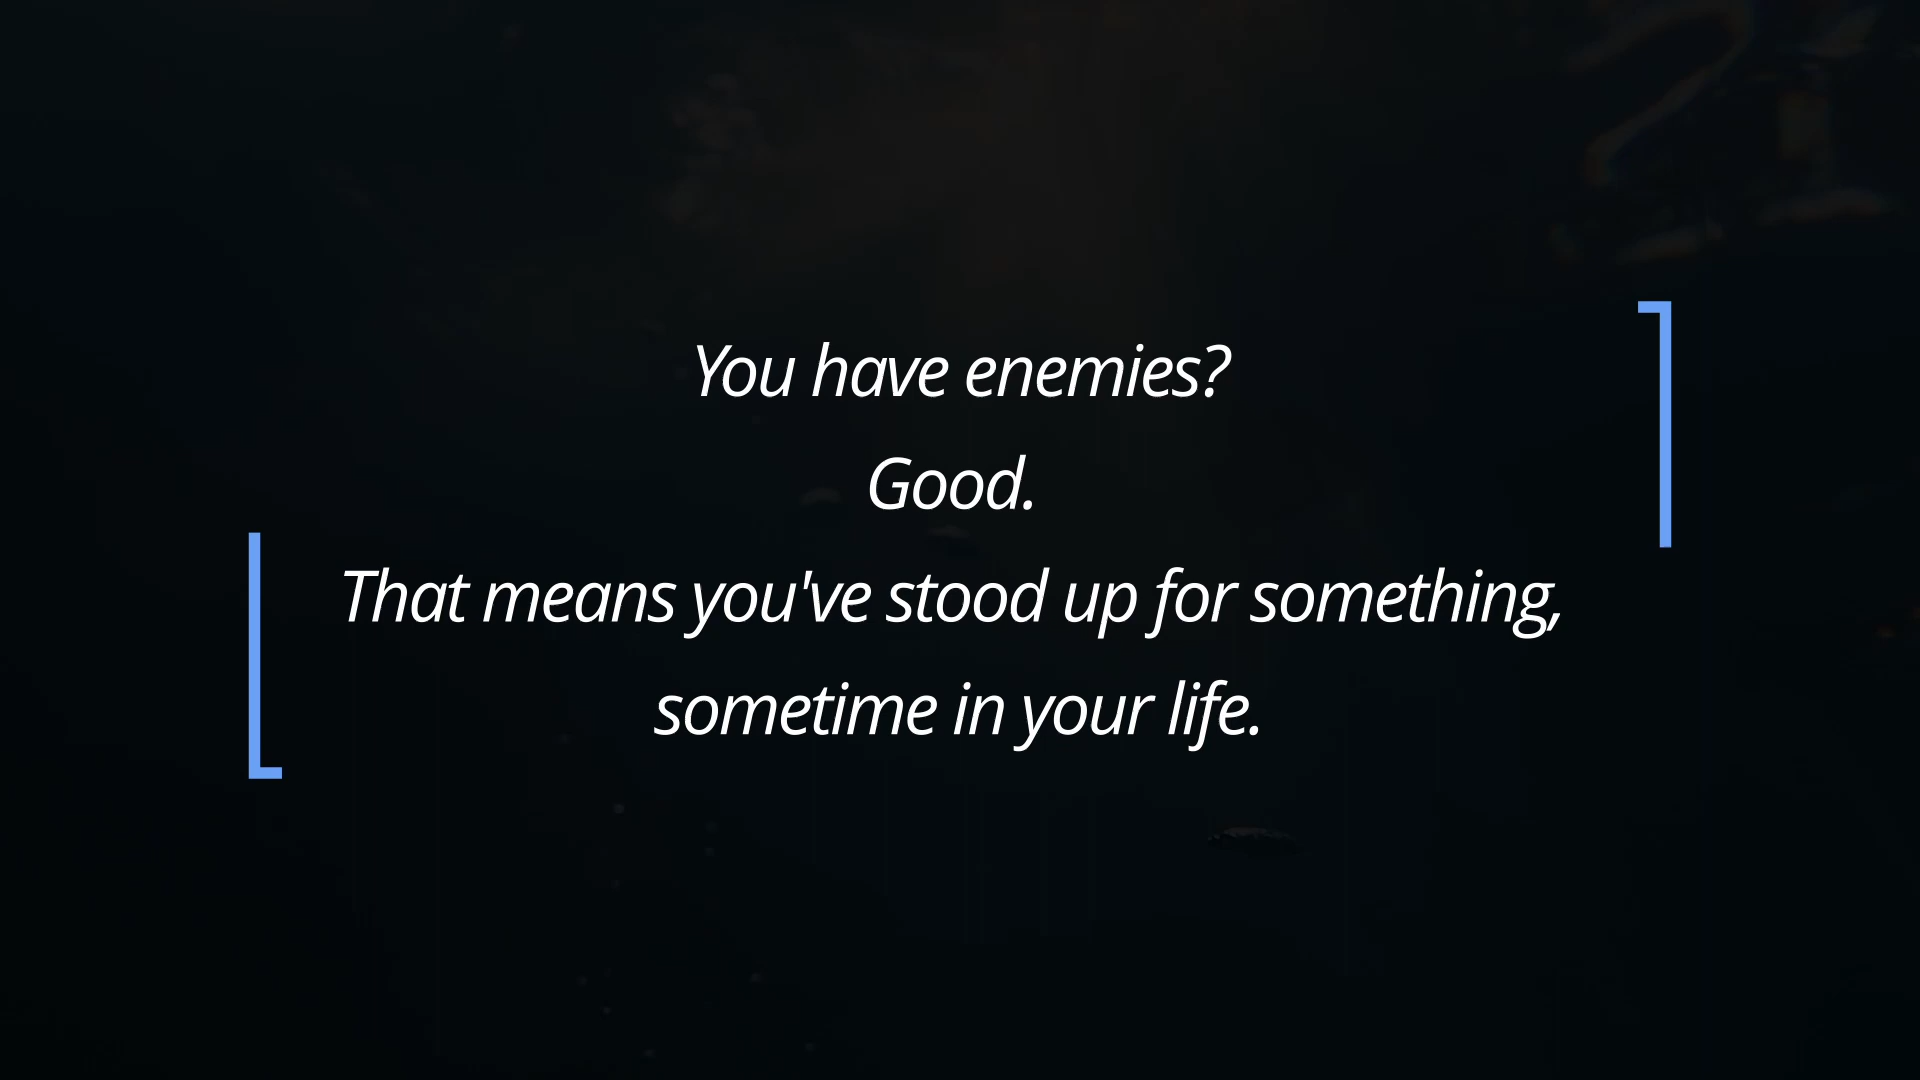 You have enemies?
Good.
That means you've stood up for something,
sometime in your life.